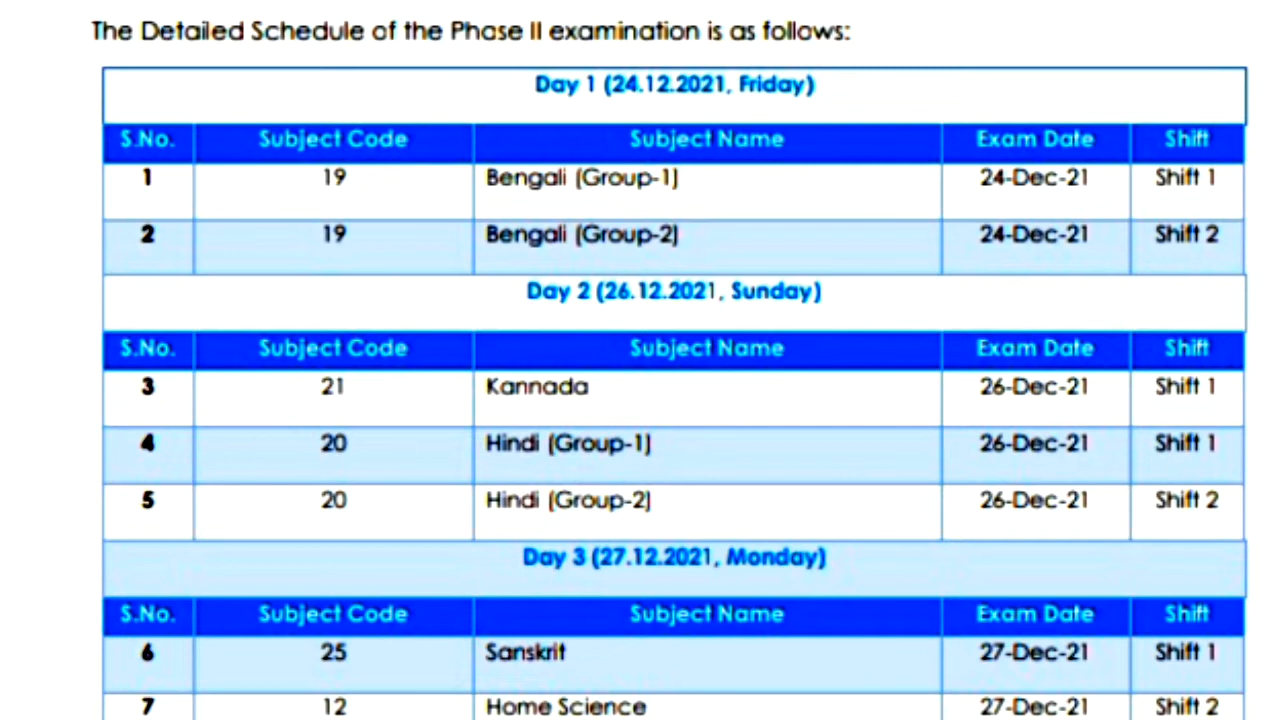 The Detailed Schedule of the Phase II examination is as follows:
Day 1 (24.12.2021, Friday)
S.No. Subject Code Subject Name Exam Date Shift
1 19 Bengali (Group-1) 24-Dec-21 Shift 1
2 19 Bengali (Group-2) 24-Dec-21 Shift 2
Day 2 (26.12.2021, Sunday)
S.No. Subject Code Subject Name Exam Date Shift
3 21 Kannada 26-Dec-21 Shift 1
4 20 Hindi (Group-1) 26-Dec-21 Shift 1
5 20 Hindi (Group-2) 26-Dec-21 Shift 2
Day 3 (27.12.2021, Monday)
S.No. Subject Code Subject Name Exam Date Shift
6 25 Sanskrit 27-Dec-21 Shift 1
7 12 Home Science 27-Dec-21 Shift 2